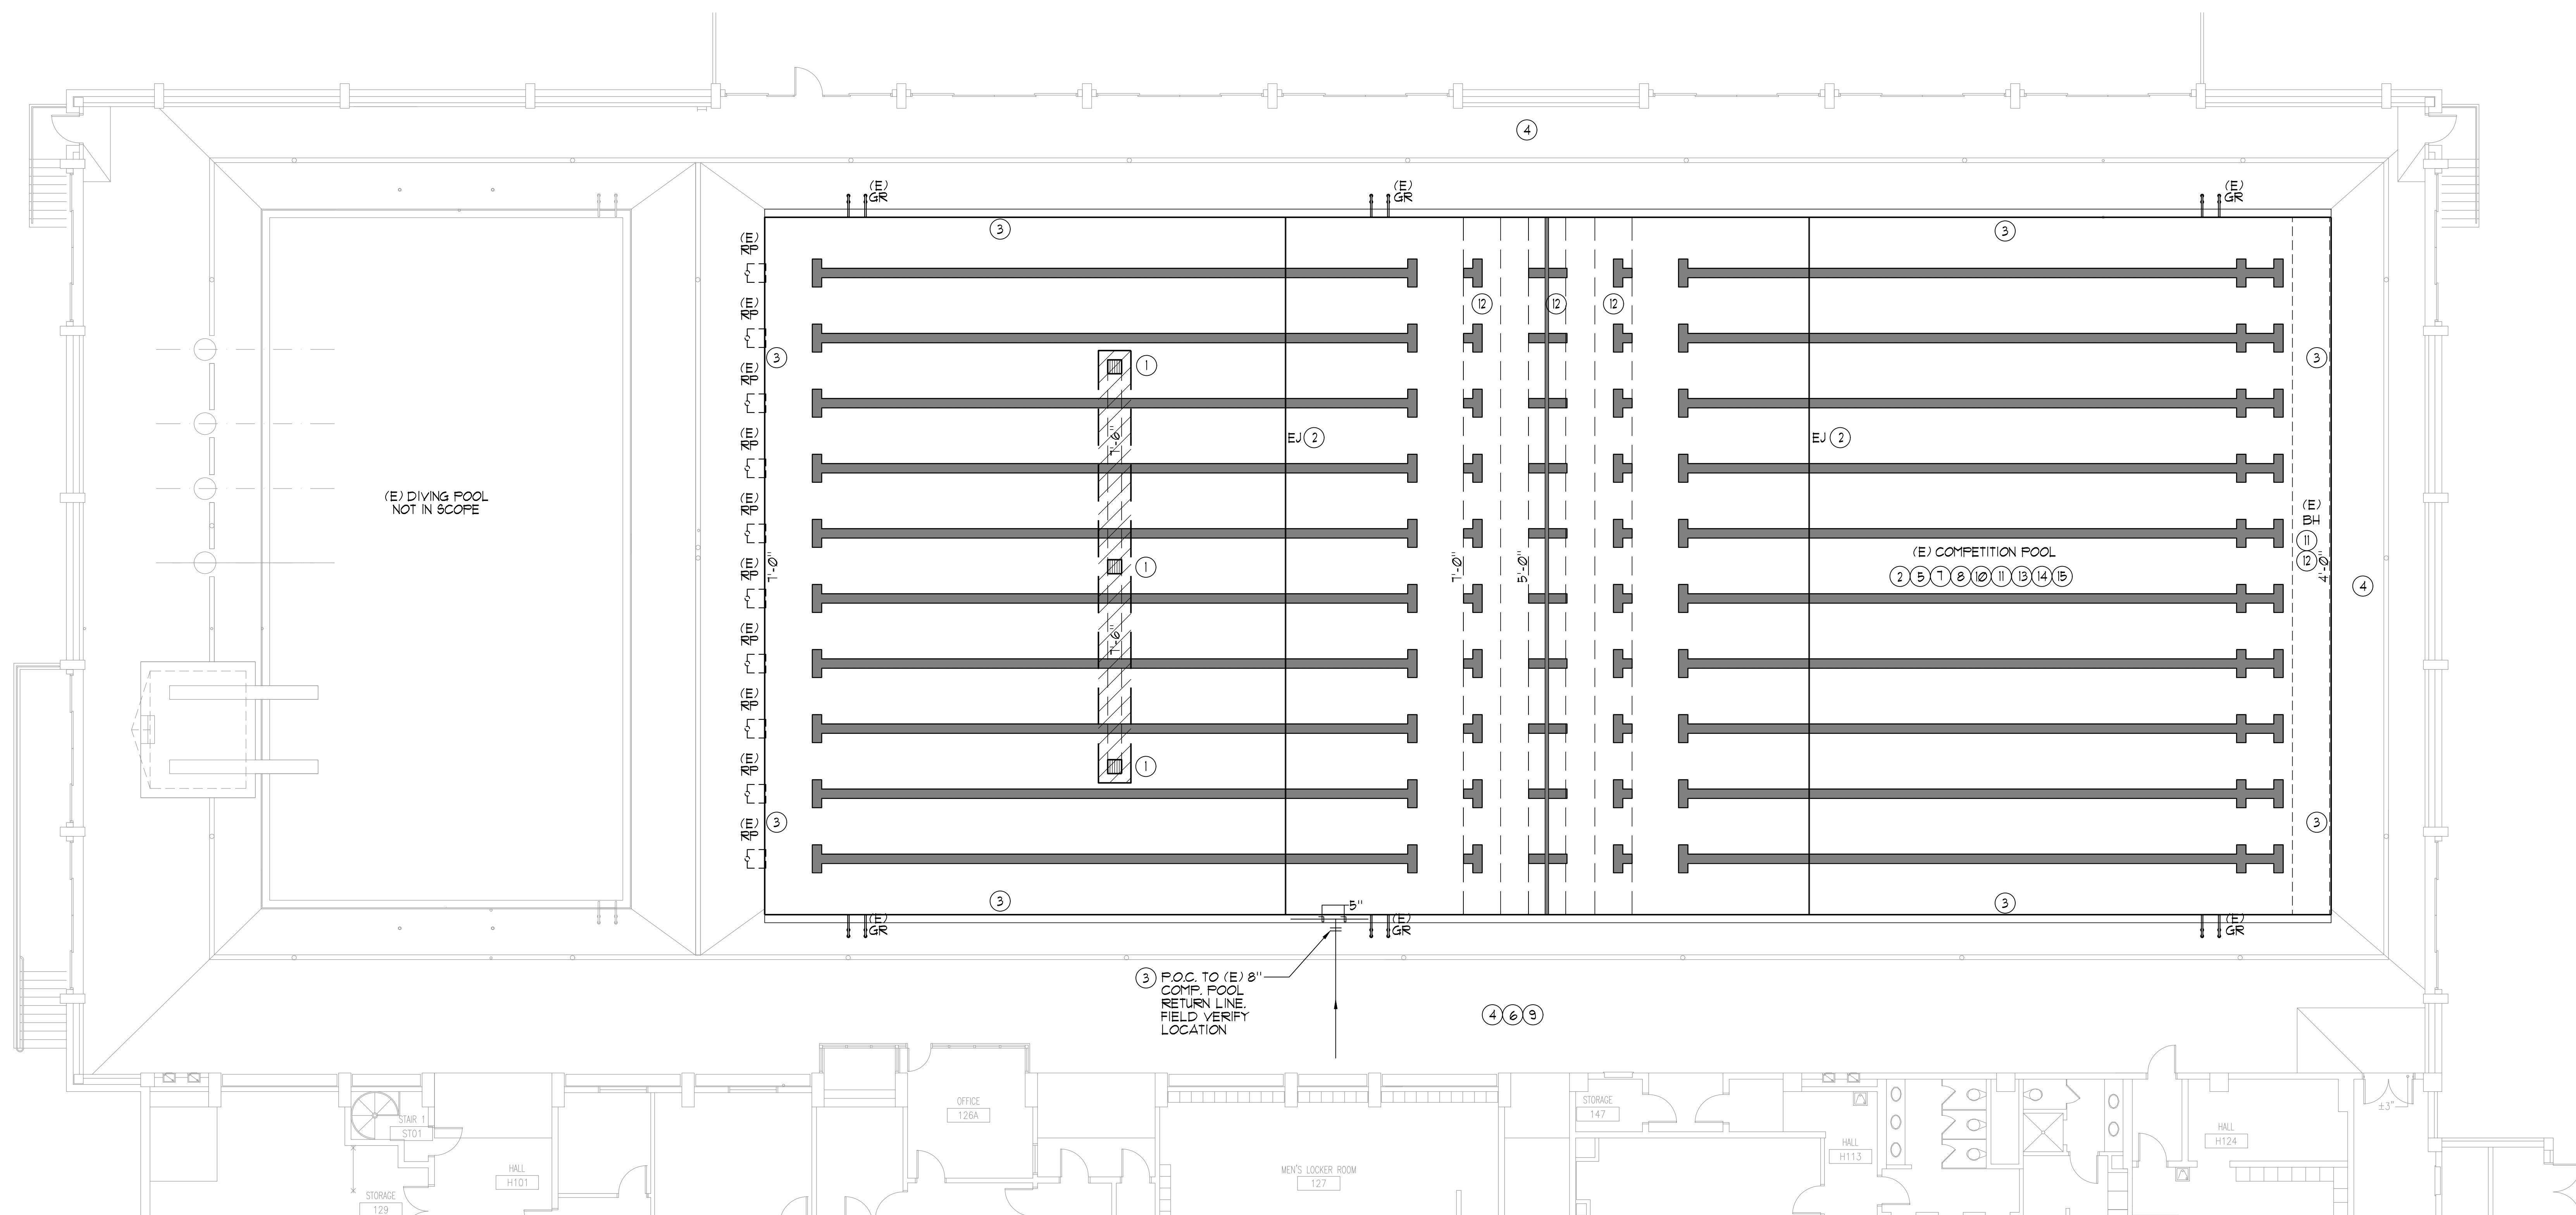 4
(E)
GR
(E)
GR
(E)
GR
3
3
(E)
RP
(E)
RP
(E)
RP
(E)
RP
(E)
RP
(E)
RP
(E)
RP
(E)
RP
(E)
RP
(E)
RP
12
12
12
3
1
3
7'-6"
EJ 2
EJ 2
(E) DIVING POOL
NOT IN SCOPE
7'-0"
1
7'-0"
5'-0"
(E) COMPETITION POOL
2 5 7 8 10 11 13 14 15
(E)
BH
11
12
4'-0"
4
7'-6"
1
3
3
3
3
5"
(E)
GR
(E)
GR
(E)
GR
3 P.O.C. TO (E) 8"
COMP. POOL
RETURN LINE.
FIELD VERIFY
LOCATION
4 6 9
STAIR 1
ST01
OFFICE
126A
STORAGE
147
±3"
HALL
H101
MEN'S LOCKER ROOM
127
HALL
H113
HALL
H124
STORAGE
129